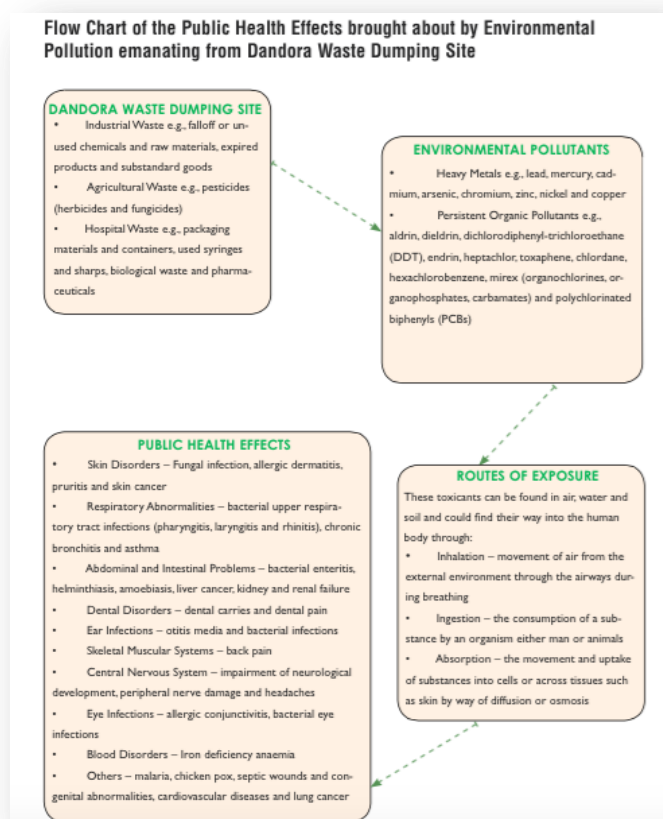 Flow Chart of the Public Health Effects brought about by Environmental
Pollution emanating from Dandora Waste Dumping Site
DANDORA WASTE DUMPING SITE
• Industrial Waste e.g., falloff or un-
used chemicals and raw materials, expired
products and substandard goods
• Agricultural Waste e.g., pesticides
(herbicides and fungicides)
• Hospital Waste e.g., packaging
materials and containers, used syringes
and sharps, biological waste and pharma-
ceuticals
ENVIRONMENTAL POLLUTANTS
• Heavy Metals e.g., lead, mercury, cad-
mium, arsenic, chromium, zinc, nickel and copper
• Persistent Organic Pollutants e.g.,
aldrin, dieldrin, dichlorodiphenyl-trichloroethane
(DDT), endrin, heptachlor, toxaphene, chlordane,
hexachlorobenzene, mirex (organochlorines, or-
ganophosphates, carbamates) and polychlorinated
biphenyls (PCBs)
ROUTES OF EXPOSURE
These toxicants can be found in air, water and
soil and could find their way into the human
body through:
• Inhalation – movement of air from the
external environment through the airways dur-
ing breathing
• Ingestion – the consumption of a sub-
stance by an organism either man or animals
• Absorption – the movement and uptake
of substances into cells or across tissues such
as skin by way of diffusion or osmosis
PUBLIC HEALTH EFFECTS
• Skin Disorders – Fungal infection, allergic dermatitis,
pruritis and skin cancer
• Respiratory Abnormalities – bacterial upper respira-
tory tract infections (pharyngitis, laryngitis and rhinitis), chronic
bronchitis and asthma
• Abdominal and Intestinal Problems – bacterial enteritis,
helminthiasis, amoebiasis, liver cancer, kidney and renal failure
• Dental Disorders – dental carries and dental pain
• Ear Infections – otitis media and bacterial infections
• Skeletal Muscular Systems – back pain
• Central Nervous System – impairment of neurological
development, peripheral nerve damage and headaches
• Eye Infections – allergic conjunctivitis, bacterial eye
infections
• Blood Disorders – Iron deficiency anaemia
• Others – malaria, chicken pox, septic wounds and con-
genital abnormalities, cardiovascular diseases and lung cancer